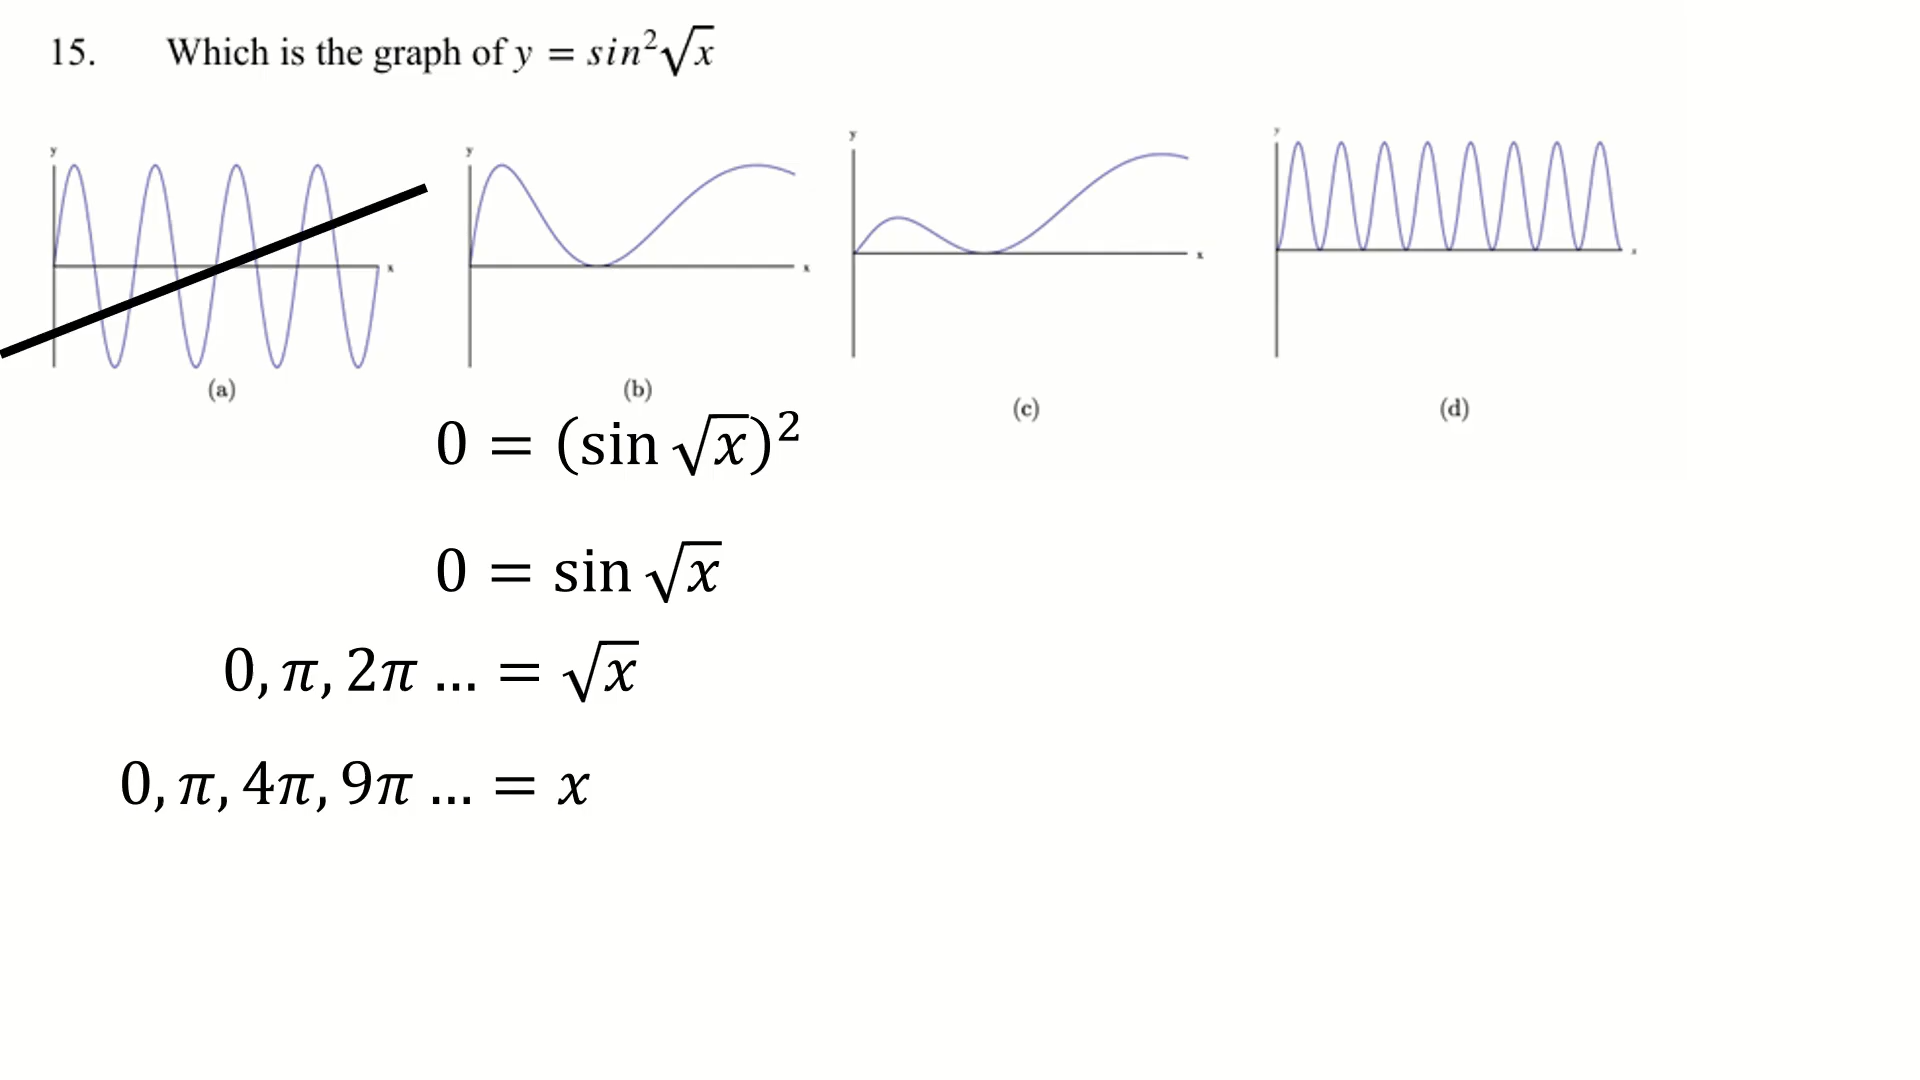 15. Which is the graph of y = sin²√x
y y y y
x x x x
(a) (b) (c) (d)
0 = (sin √x)²
0 = sin √x
0, π, 2π ... = √x
0, π, 4π, 9π ... = x